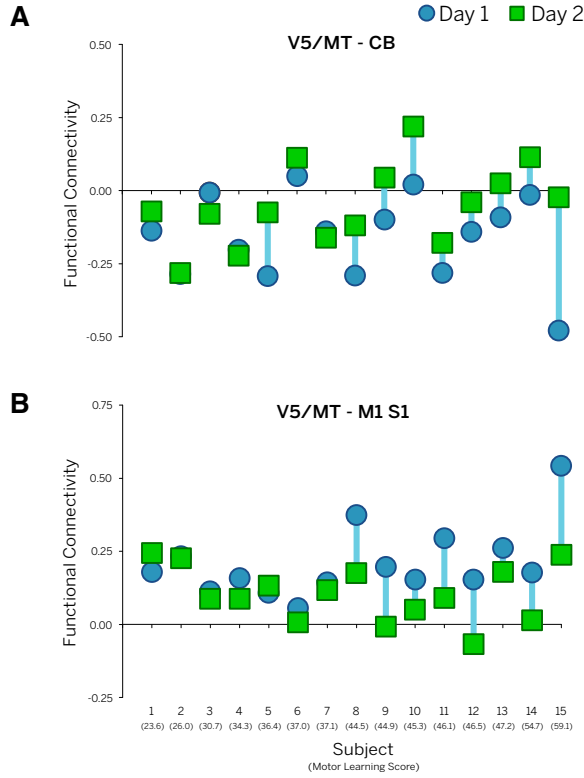 A
Day 1 Day 2
V5/MT - CB
Functional Connectivity
0.50
0.25
0.00
-0.25
-0.50
B
V5/MT - M1 S1
Functional Connectivity
0.75
0.50
0.25
0.00
-0.25
1 2 3 4 5 6 7 8 9 10 11 12 13 14 15
(23.6) (26.0) (30.7) (34.3) (36.4) (37.0) (37.1) (44.5) (44.9) (45.3) (46.1) (46.5) (47.2) (54.7) (59.1)
Subject
(Motor Learning Score)